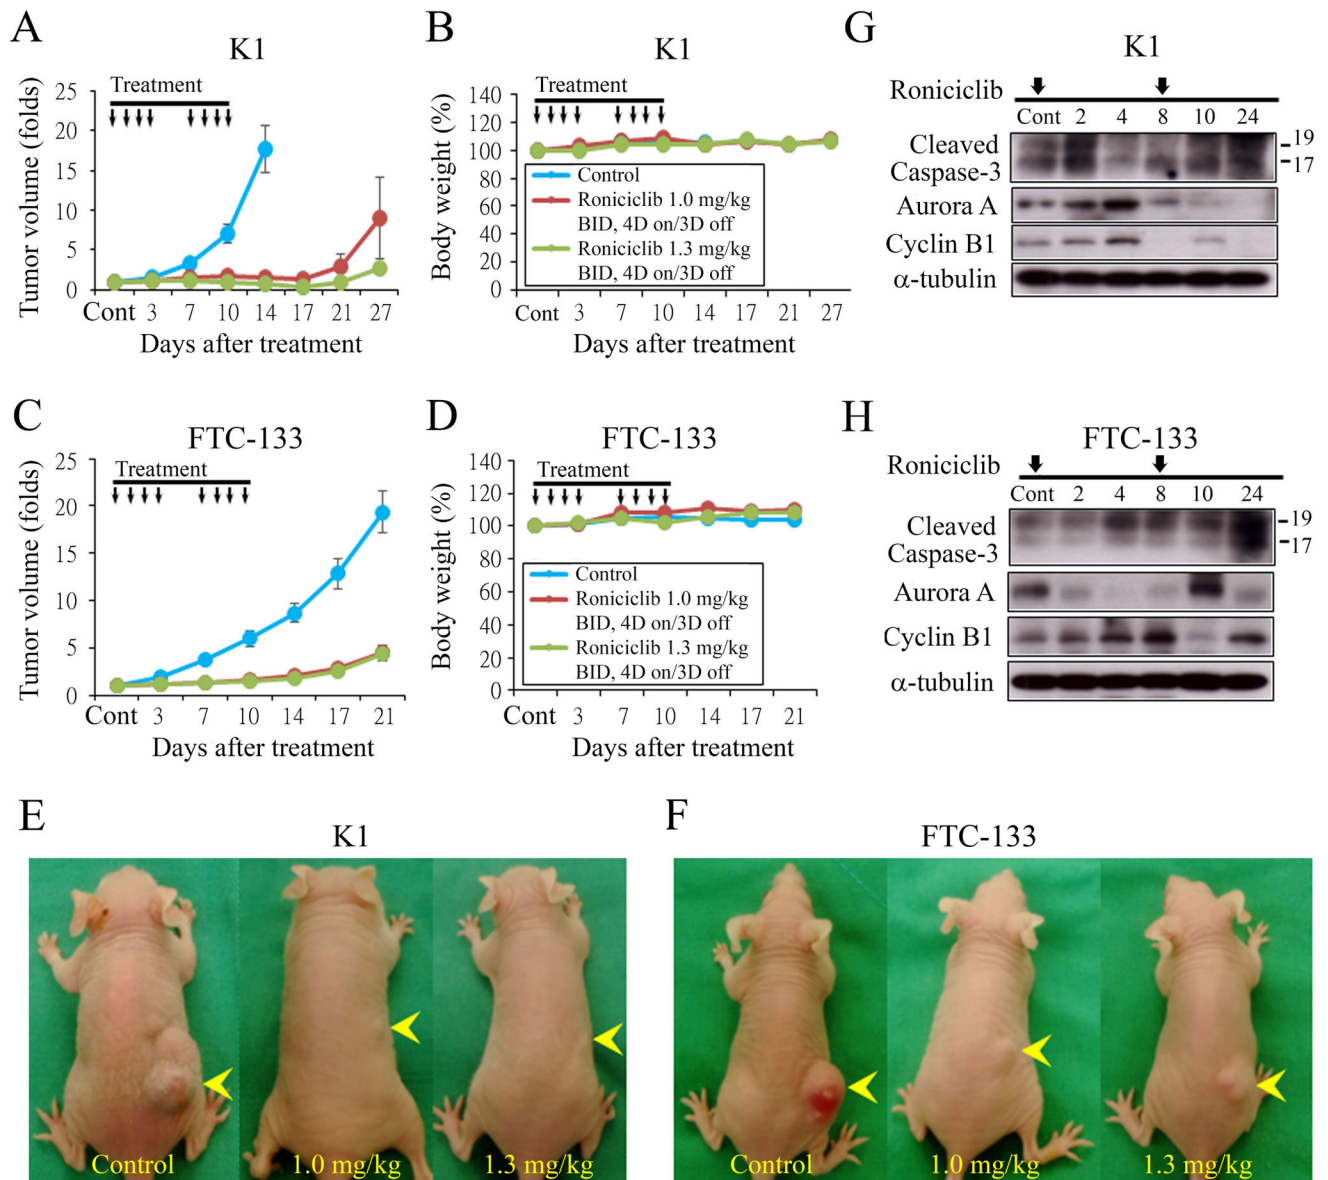 A
K1
Treatment
Tumor volume (folds)
25
20
15
10
5
0
Cont 3 7 10 14 17 21 27
Days after treatment
B
K1
Treatment
Body weight (%)
140
120
100
80
60
40
20
0
Control
Roniciclib 1.0 mg/kg
BID, 4D on/3D off
Roniciclib 1.3 mg/kg
BID, 4D on/3D off
Cont 3 7 10 14 17 21 27
Days after treatment
G
K1
Roniciclib
Cont 2 4 8 10 24
Cleaved
Caspase-3
19
17
Aurora A
Cyclin B1
α-tubulin
C
FTC-133
Treatment
Tumor volume (folds)
25
20
15
10
5
0
Cont 3 7 10 14 17 21
Days after treatment
D
FTC-133
Treatment
Body weight (%)
140
120
100
80
60
40
20
0
Control
Roniciclib 1.0 mg/kg
BID, 4D on/3D off
Roniciclib 1.3 mg/kg
BID, 4D on/3D off
Cont 3 7 10 14 17 21
Days after treatment
H
FTC-133
Roniciclib
Cont 2 4 8 10 24
Cleaved
Caspase-3
19
17
Aurora A
Cyclin B1
α-tubulin
E
K1
Control 1.0 mg/kg 1.3 mg/kg
F
FTC-133
Control 1.0 mg/kg 1.3 mg/kg